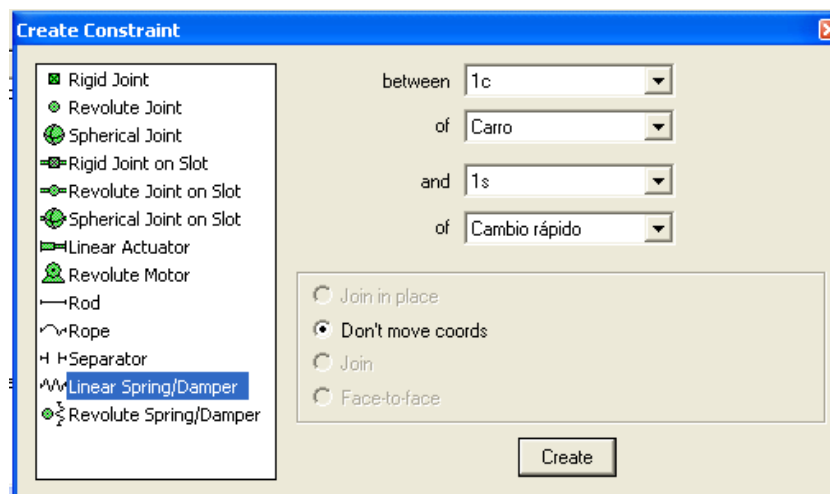 Create Constraint
Rigid Joint
Revolute Joint
Spherical Joint
Rigid Joint on Slot
Revolute Joint on Slot
Spherical Joint on Slot
Linear Actuator
Revolute Motor
Rod
Rope
Separator
Linear Spring/Damper
Revolute Spring/Damper
between 1c
of Carro
and 1s
of Cambio rápido
Join in place
Don't move coords
Join
Face-to-face
Create